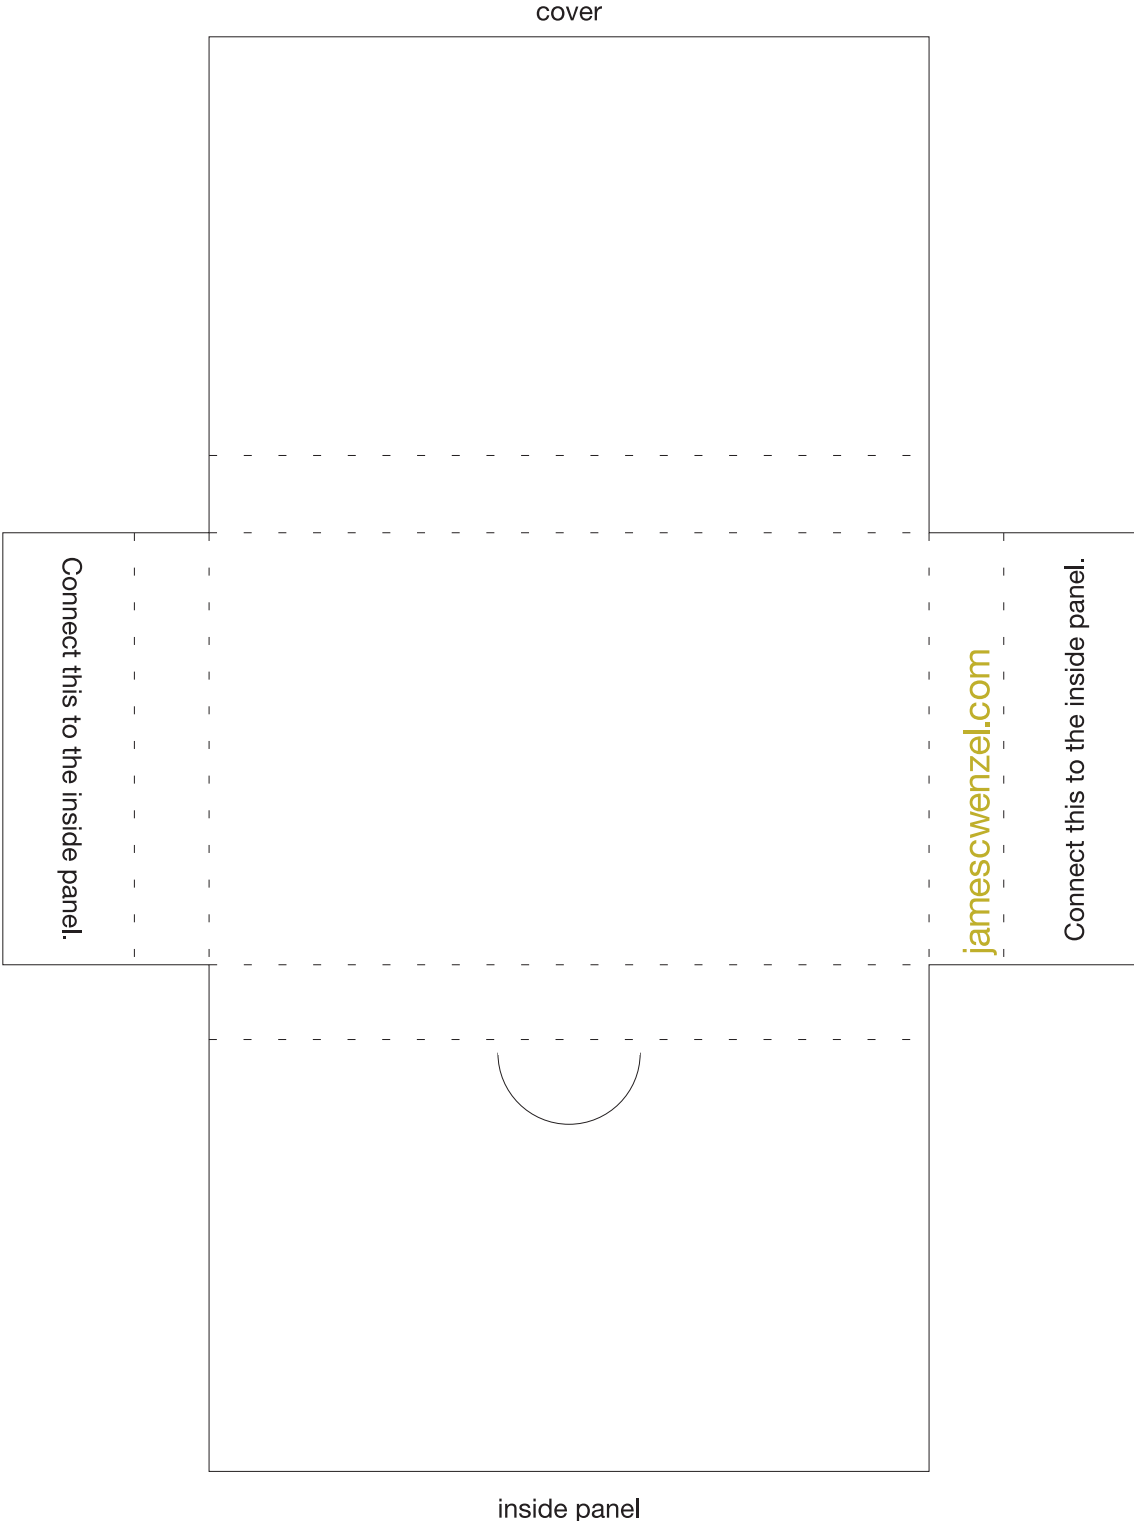 cover
Connect this to the inside panel.
jamescwenzel.com
Connect this to the inside panel.
inside panel